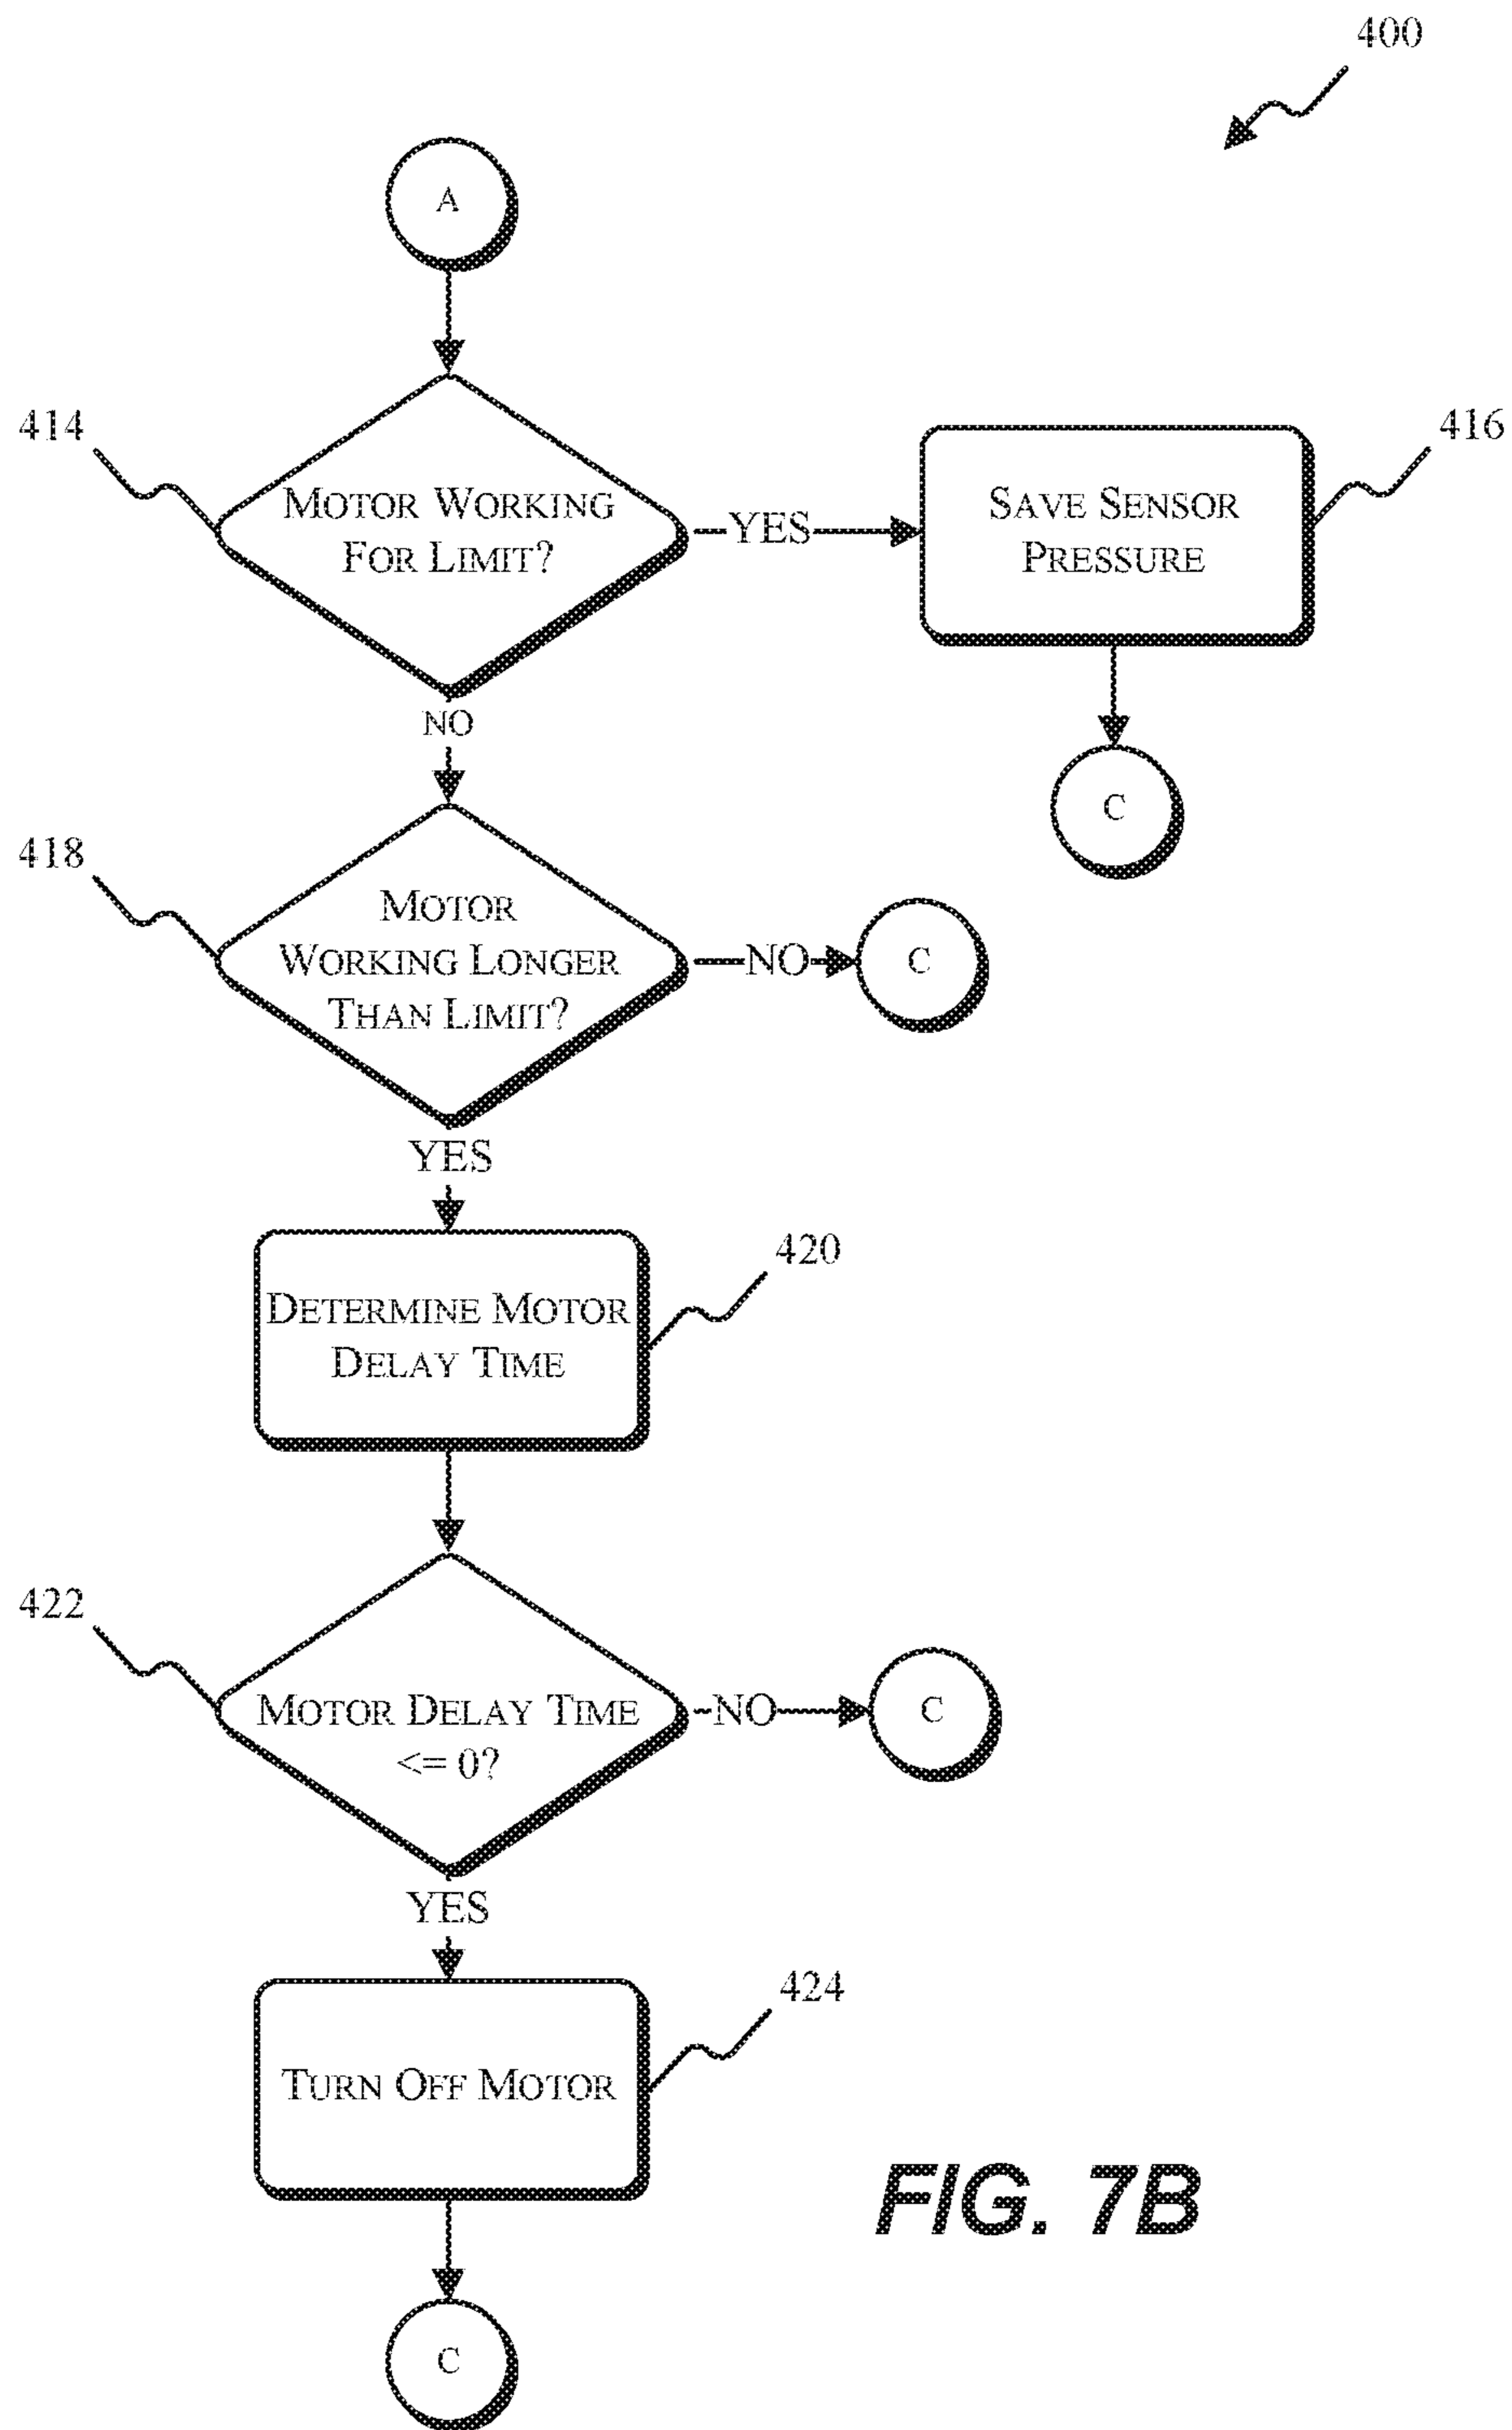 400
A
414
MOTOR WORKING
FOR LIMIT?
YES
SAVE SENSOR
PRESSURE
416
NO
C
418
MOTOR
WORKING LONGER
THAN LIMIT?
NO
C
YES
420
DETERMINE MOTOR
DELAY TIME
422
MOTOR DELAY TIME
<= 0?
NO
C
YES
424
TURN OFF MOTOR
FIG. 7B
C